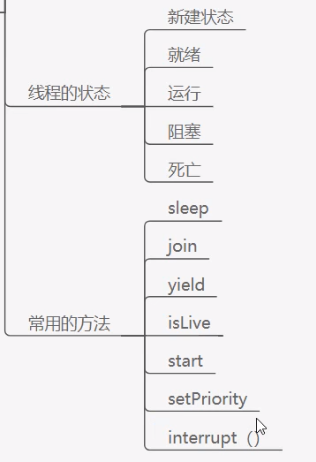 新建状态
就绪
线程的状态
运行
阻塞
死亡
sleep
join
yield
常用的方法
isLive
start
setPriority
interrupt（）